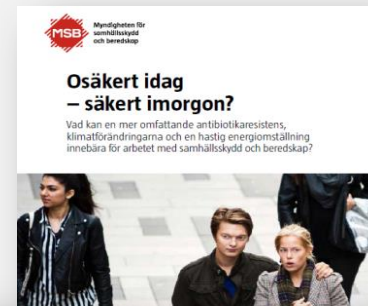 MSB
Myndigheten för
samhällsskydd
och beredskap
Osäkert idag
– säkert imorgon?
Vad kan en mer omfattande antibiotikaresistens,
klimatförändringarna och en hastig energiomställning
innebära för arbetet med samhällsskydd och beredskap?